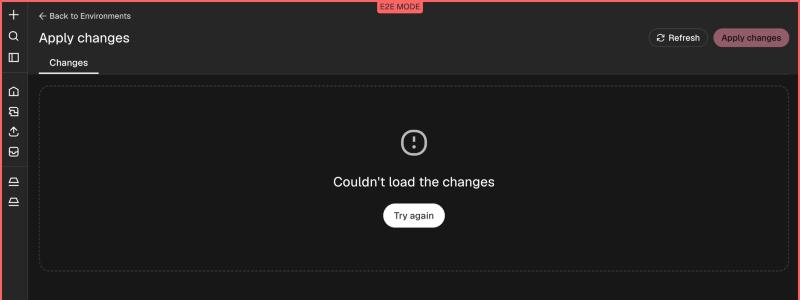 E2E MODE
Back to Environments
Apply changes
Refresh
Apply changes
Changes
Couldn't load the changes
Try again